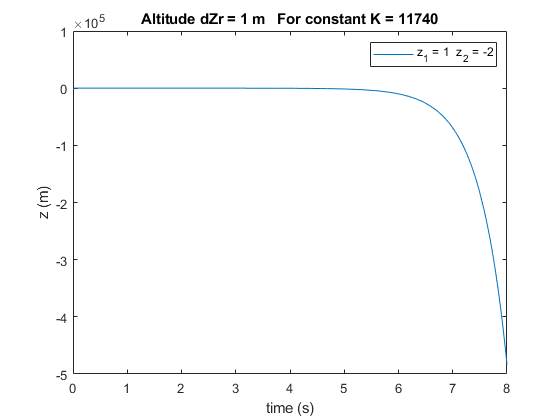 Altitude dZr = 1 m   For constant K = 11740
×10^5
z_1 = 1  z_2 = -2
1
0
-1
-2
-3
-4
-5
z (m)
0 1 2 3 4 5 6 7 8
time (s)